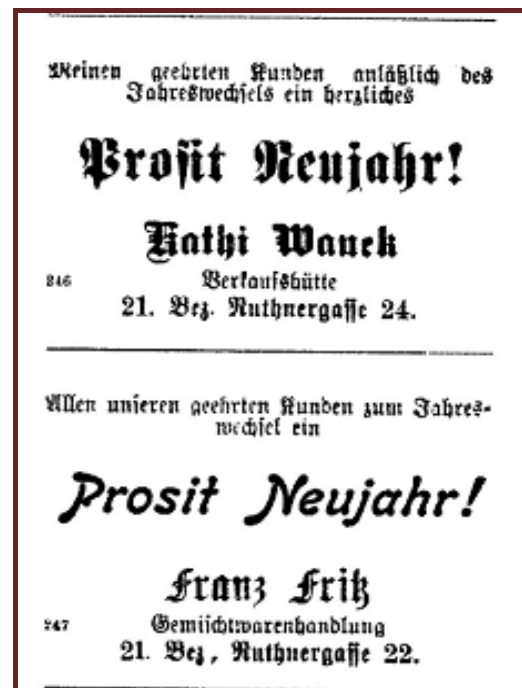 Meinen geehrten Kunden anläßlich des
Jahreswechsels ein herzliches
Prosit Neujahr!
Kathi Wanek
246 Verkaufshütte
21. Bez. Ruthnergasse 24.
Allen unseren geehrten Kunden zum Jahres-
wechsel ein
Prosit Neujahr!
Franz Fritz
247 Gemischtwarenhandlung
21. Bez., Ruthnergasse 22.